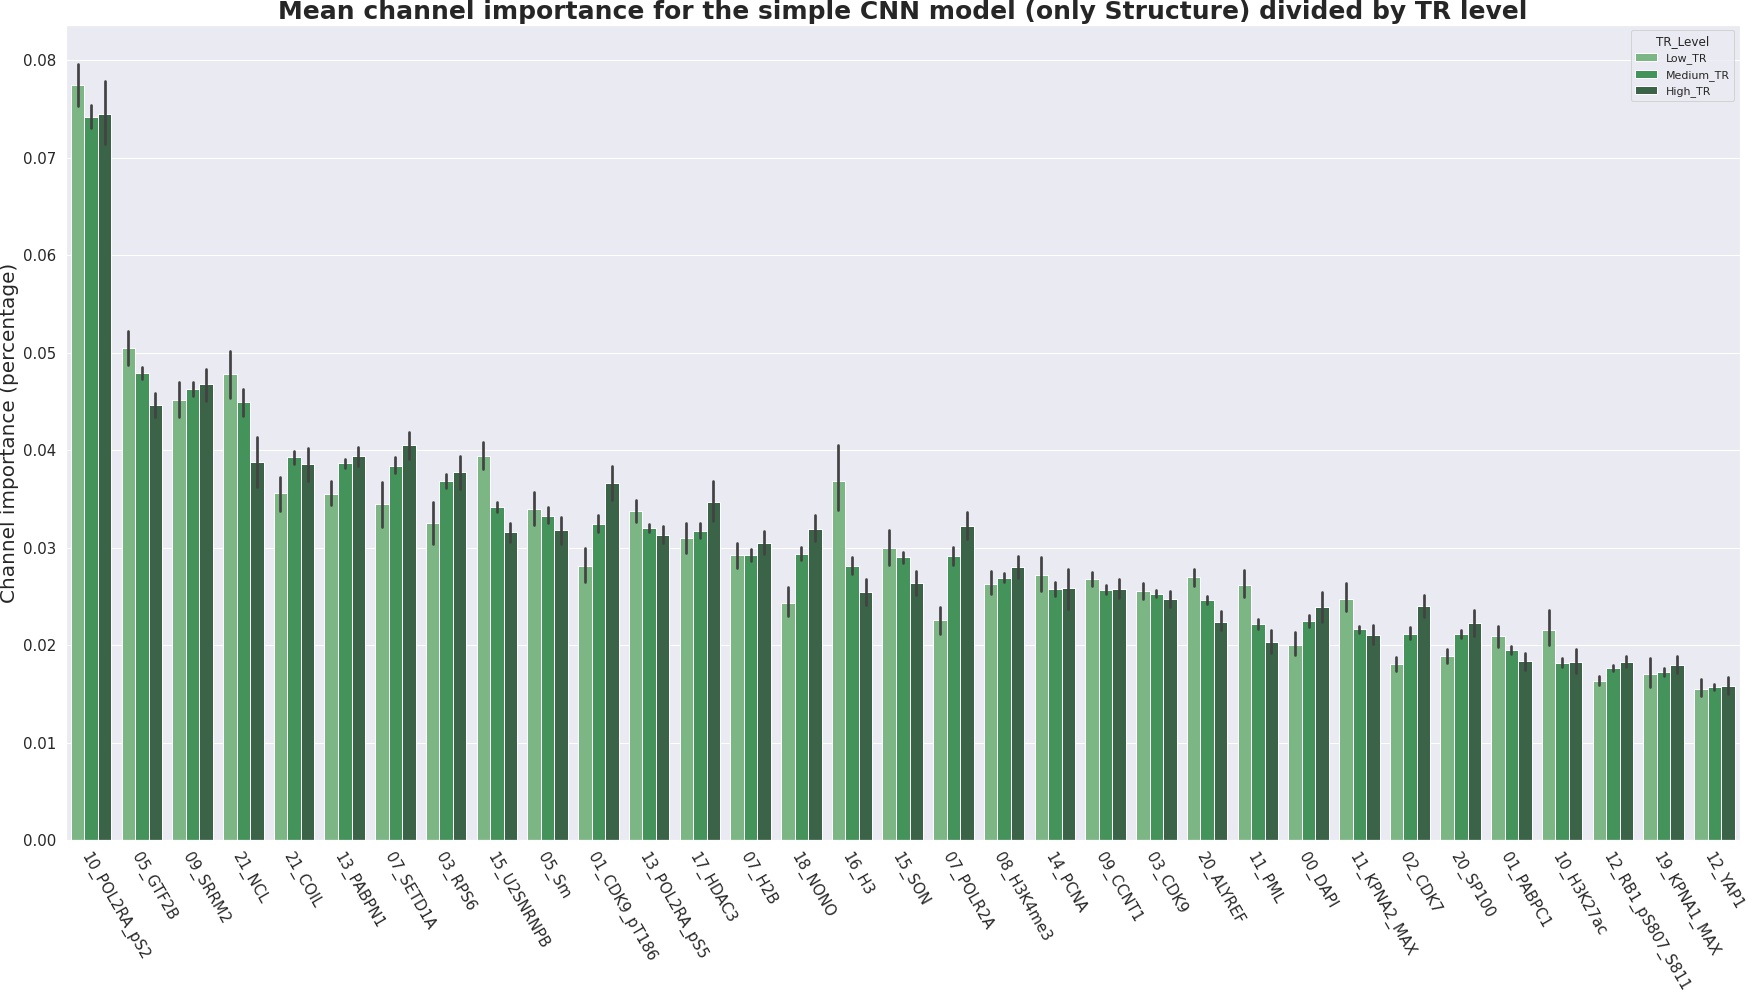 Mean channel importance for the simple CNN model (only Structure) divided by TR level
TR_Level
Low_TR
Medium_TR
High_TR
Channel importance (percentage)
0.08
0.07
0.06
0.05
0.04
0.03
0.02
0.01
0.00
10_POL2RA_pS2
05_GTF2B
09_SRRM2
21_NCL
21_COIL
13_PABPN1
07_SETD1A
03_RPS6
15_U2SNRNPB
05_Sm
01_CDK9_pT186
13_POL2RA_pS5
17_HDAC3
07_H2B
18_NONO
16_H3
15_SON
07_POLR2A
08_H3K4me3
14_PCNA
09_CCNT1
03_CDK9
20_ALYREF
11_PML
00_DAPI
11_KPNA2_MAX
02_CDK7
20_SP100
01_PABPC1
10_H3K27ac
12_RB1_pS807_S811
19_KPNA1_MAX
12_YAP1